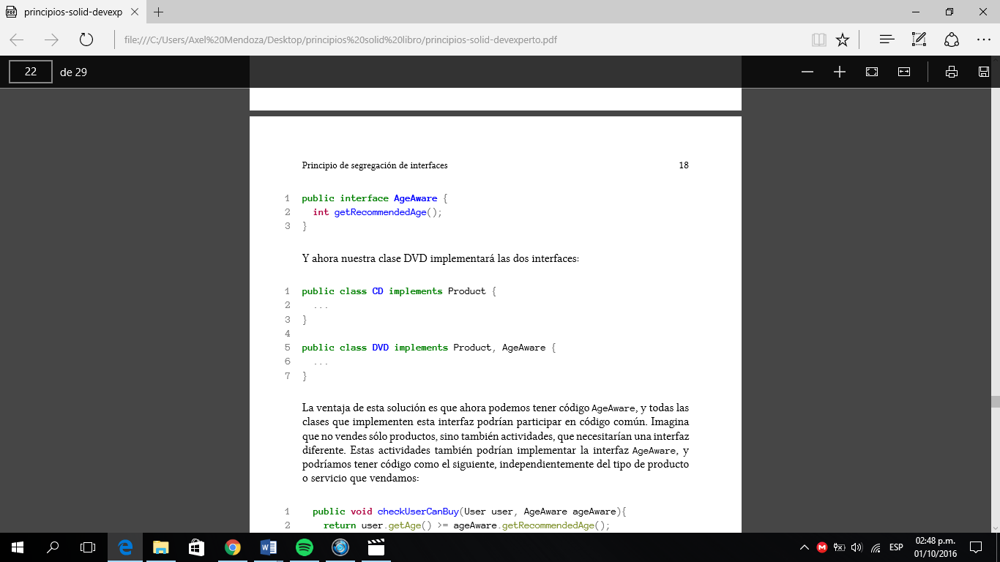 principios-solid-devexp
file:///C:/Users/Axel%20Mendoza/Desktop/principios%20solid%20libro/principios-solid-devexperto.pdf
22 de 29
Principio de segregación de interfaces 18
1 public interface AgeAware {
2 int getRecommendedAge();
3 }
Y ahora nuestra clase DVD implementará las dos interfaces:
1 public class CD implements Product {
2 ...
3 }
4
5 public class DVD implements Product, AgeAware {
6 ...
7 }
La ventaja de esta solución es que ahora podemos tener código AgeAware, y todas las
clases que implementen esta interfaz podrían participar en código común. Imagina
que no vendes sólo productos, sino también actividades, que necesitarían una interfaz
diferente. Estas actividades también podrían implementar la interfaz AgeAware, y
podríamos tener código como el siguiente, independientemente del tipo de producto
o servicio que vendamos:
1 public void checkUserCanBuy(User user, AgeAware ageAware){
2 return user.getAge() >= ageAware.getRecommendedAge();
ESP
02:48 p.m.
01/10/2016